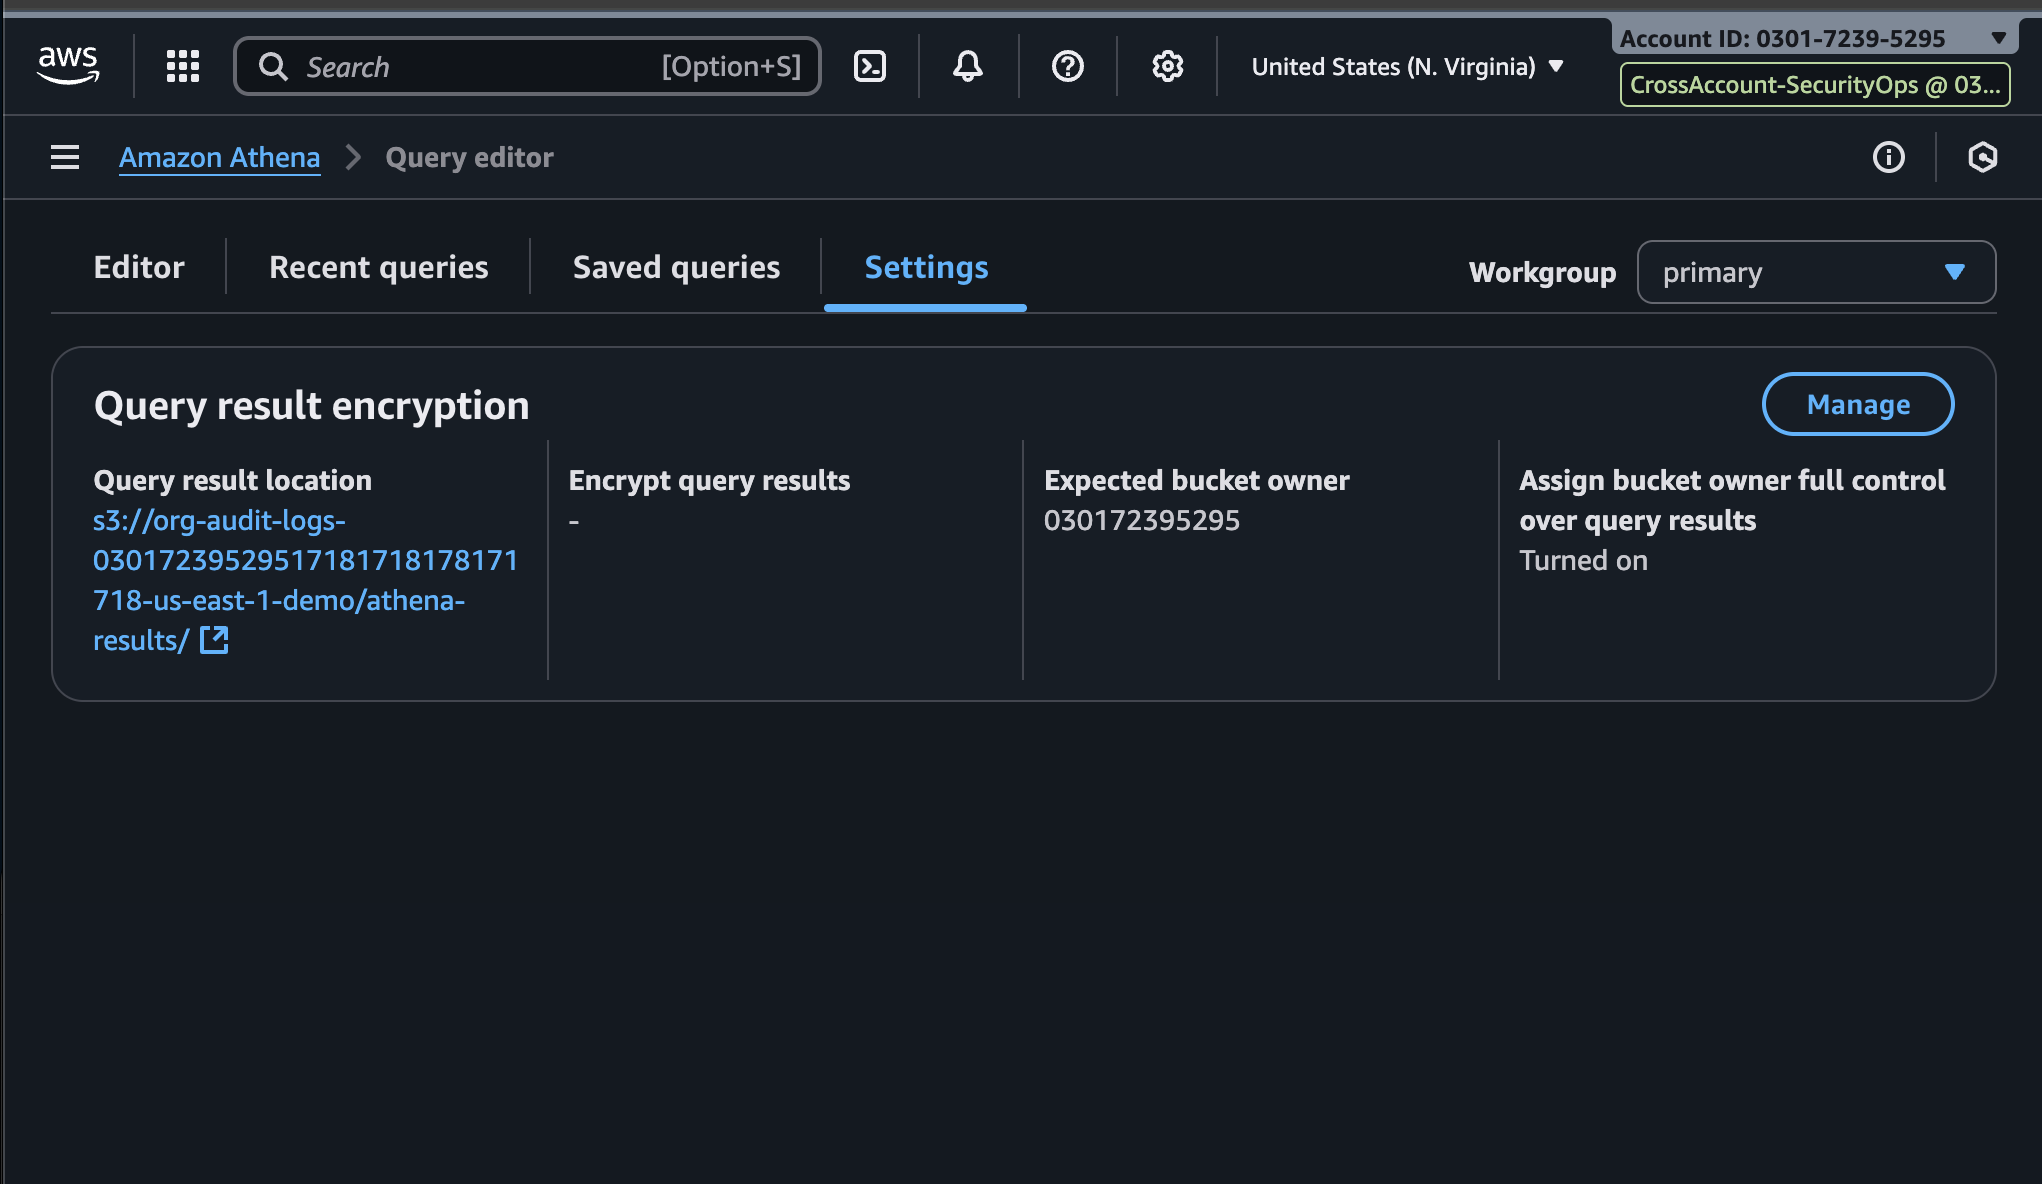 aws
Search
[Option+S]
United States (N. Virginia)
Account ID: 0301-7239-5295
CrossAccount-SecurityOps @ 03...
Amazon Athena
Query editor
Editor
Recent queries
Saved queries
Settings
Workgroup
primary
Query result encryption
Manage
Query result location
s3://org-audit-logs-
03017239529517181718178171
718-us-east-1-demo/athena-
results/
Encrypt query results
-
Expected bucket owner
030172395295
Assign bucket owner full control
over query results
Turned on